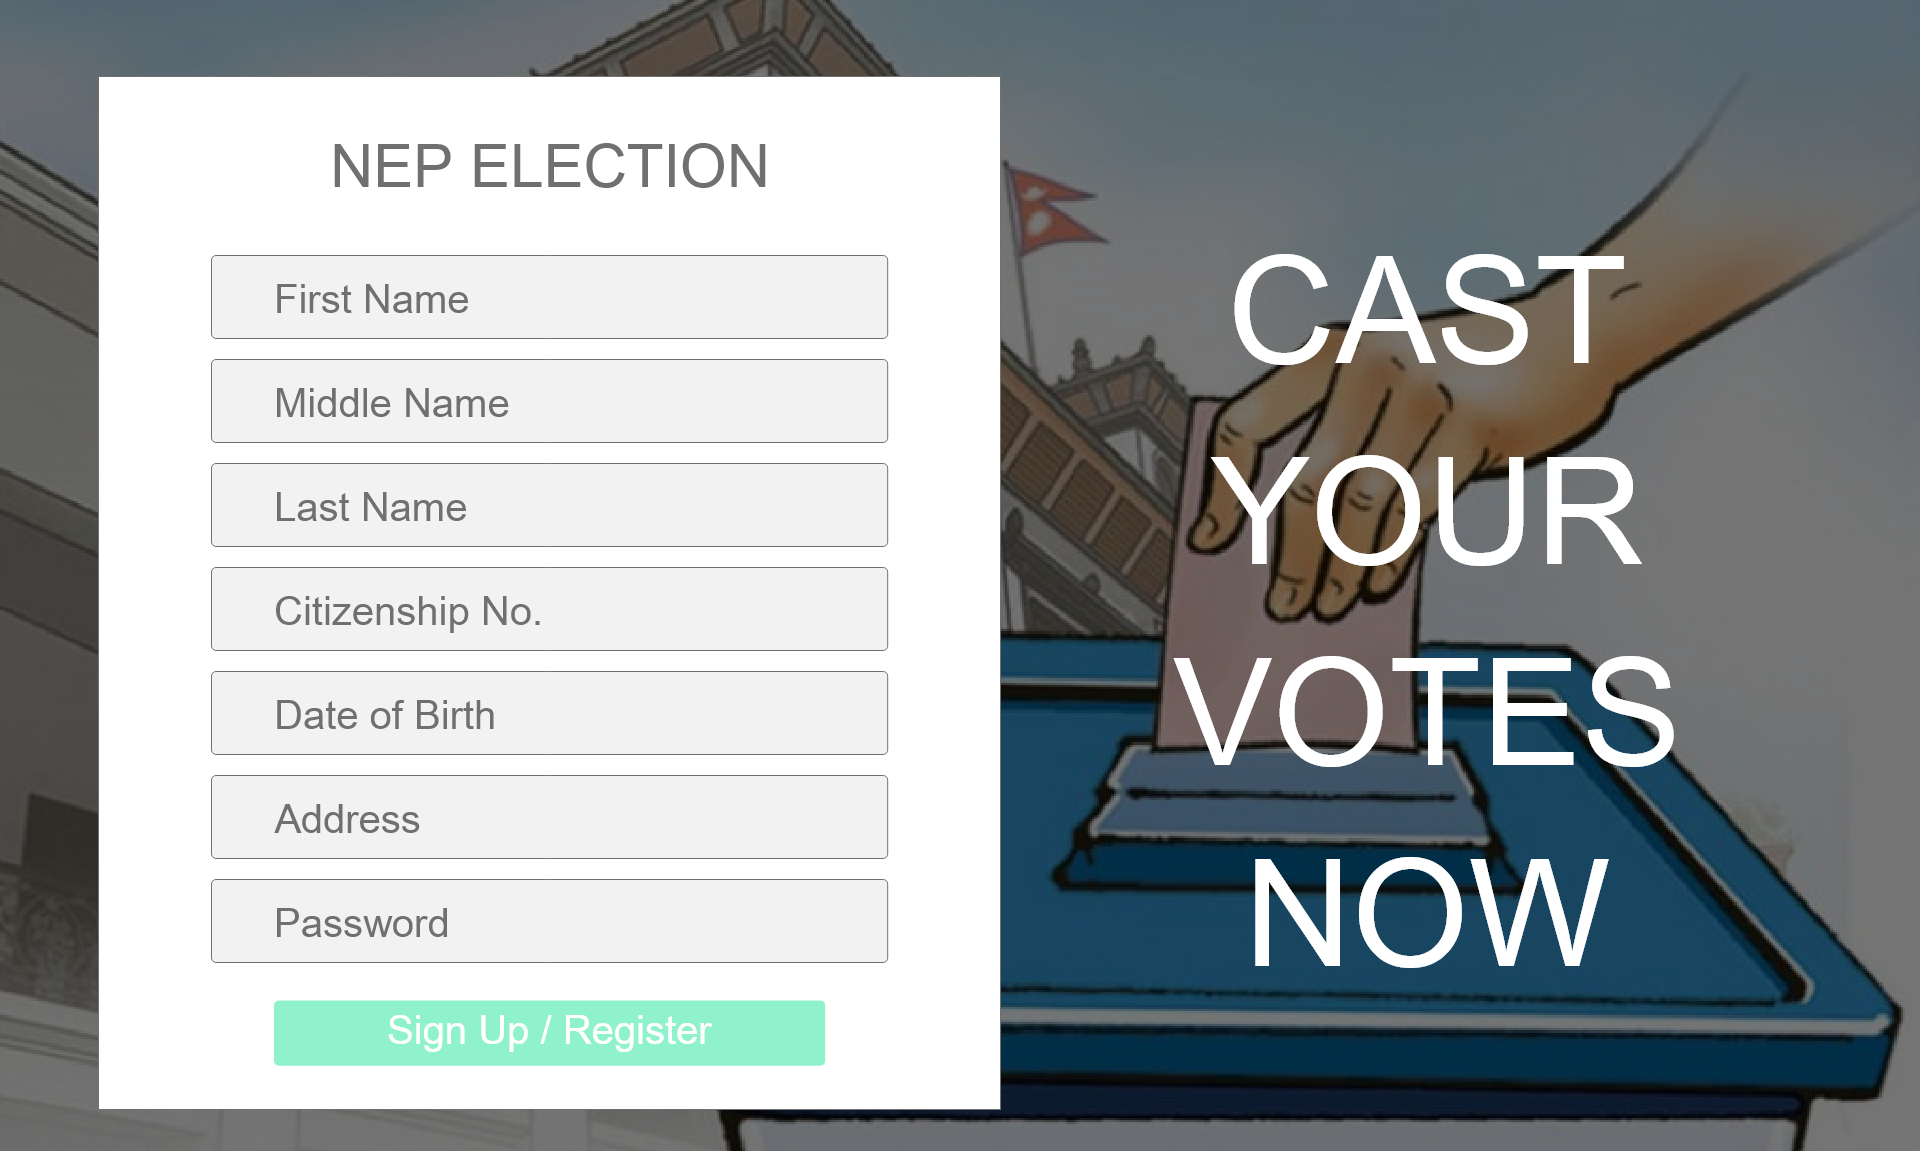 NEP ELECTION
First Name
Middle Name
Last Name
Citizenship No.
Date of Birth
Address
Password
Sign Up / Register
CAST
YOUR
VOTES
NOW